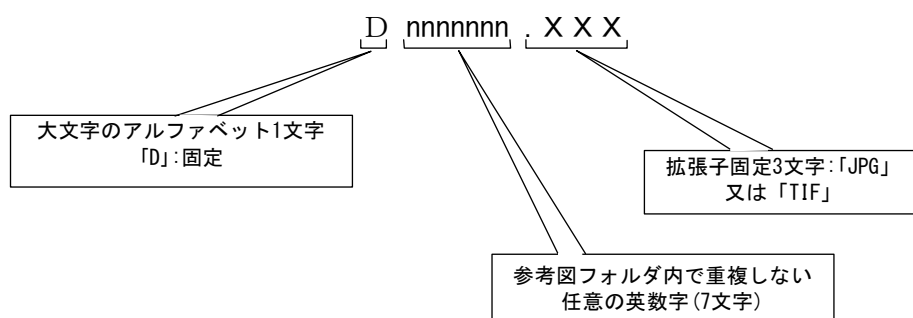 D nnnnnnn . X X X
大文字のアルファベット1文字
「D」:固定
拡張子固定3文字:「JPG」
又は「TIF」
参考図フォルダ内で重複しない
任意の英数字(7文字)